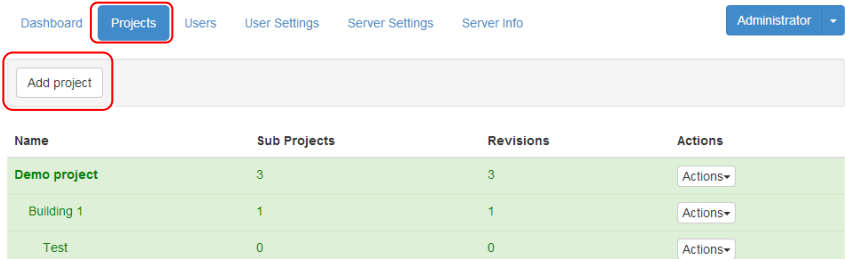 Dashboard Projects Users User Settings Server Settings Server Info Administrator
Add project
Name Sub Projects Revisions Actions
Demo project 3 3 Actions
Building 1 1 1 Actions
Test 0 0 Actions